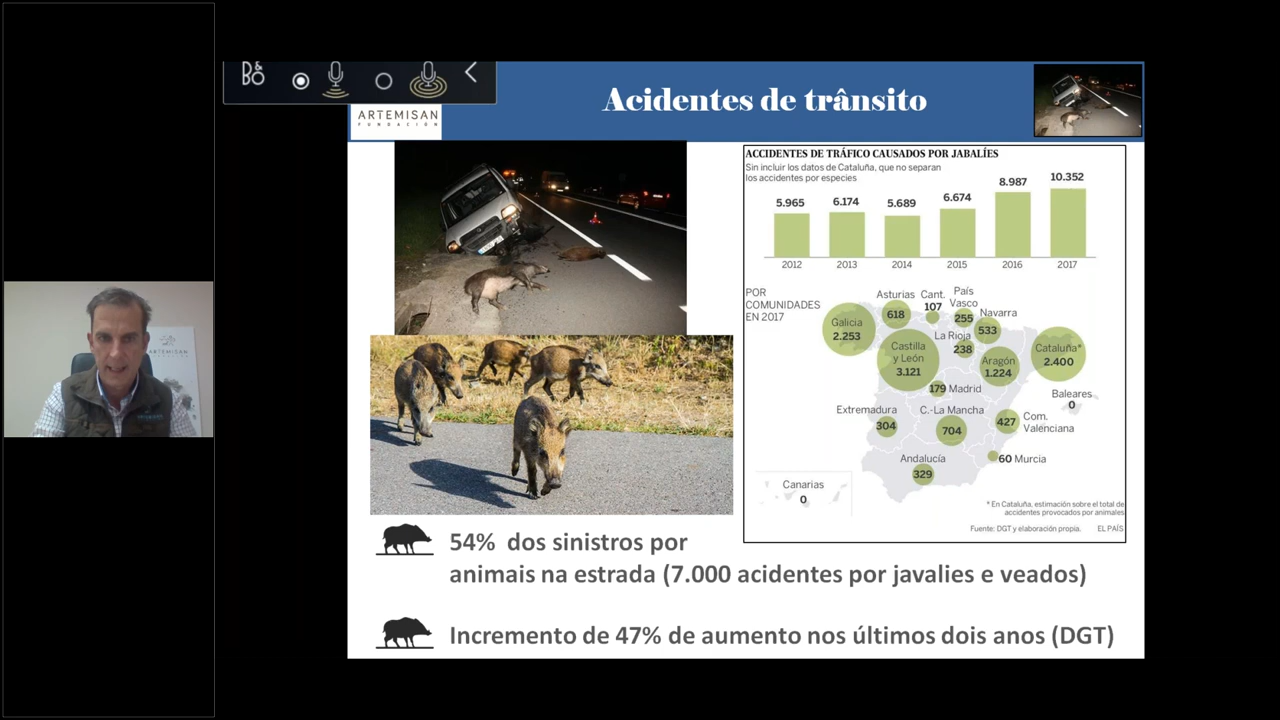 B&BO
Acidentes de trânsito
ARTEMISAN
FUNDACIÓN
ARTEMISAN
ACCIDENTES DE TRÁFICO CAUSADOS POR JABALÍES
Sin incluir los datos de Cataluña, que no separan
los accidentes por especies
5.965
6.174
5.689
6.674
8.987
10.352
2012
2013
2014
2015
2016
2017
POR
COMUNIDADES
EN 2017
Galicia
2.253
Asturias
618
Cant.
107
País
Vasco
255
Navarra
533
La Rioja
238
Castilla
y León
3.121
Aragón
1.224
Cataluña*
2.400
179 Madrid
Baleares
0
Extremadura
304
C.-La Mancha
704
427
Com.
Valenciana
60 Murcia
Andalucía
329
Canarias
0
* En Cataluña, estimación sobre el total de
accidentes provocados por animales
Fuente: DGT y elaboración propia. EL PAÍS
54% dos sinistros por
animais na estrada (7.000 acidentes por javalies e veados)
Incremento de 47% de aumento nos últimos dois anos (DGT)